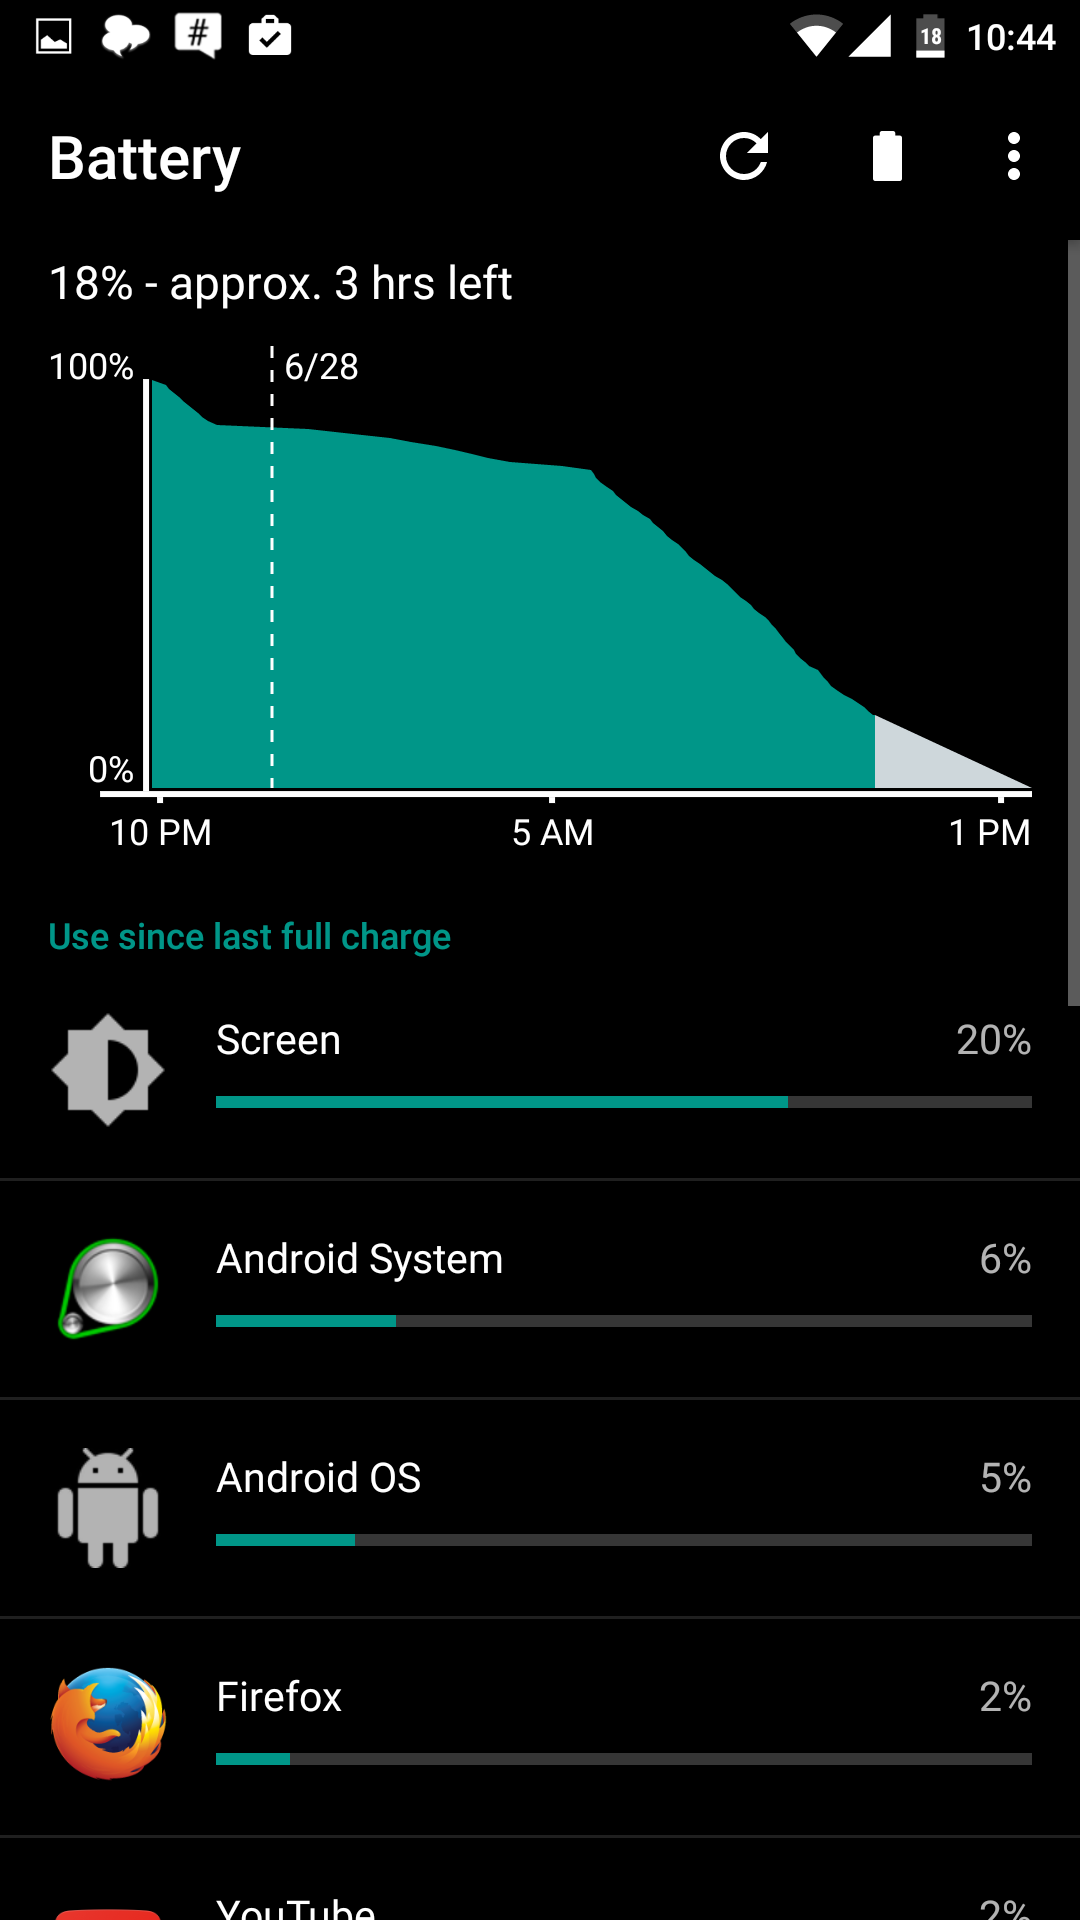 # 18 10:44
Battery
18% - approx. 3 hrs left
100% 6/28
0%
10 PM 5 AM 1 PM
Use since last full charge
Screen 20%
Android System 6%
Android OS 5%
Firefox 2%
YouTube 2%